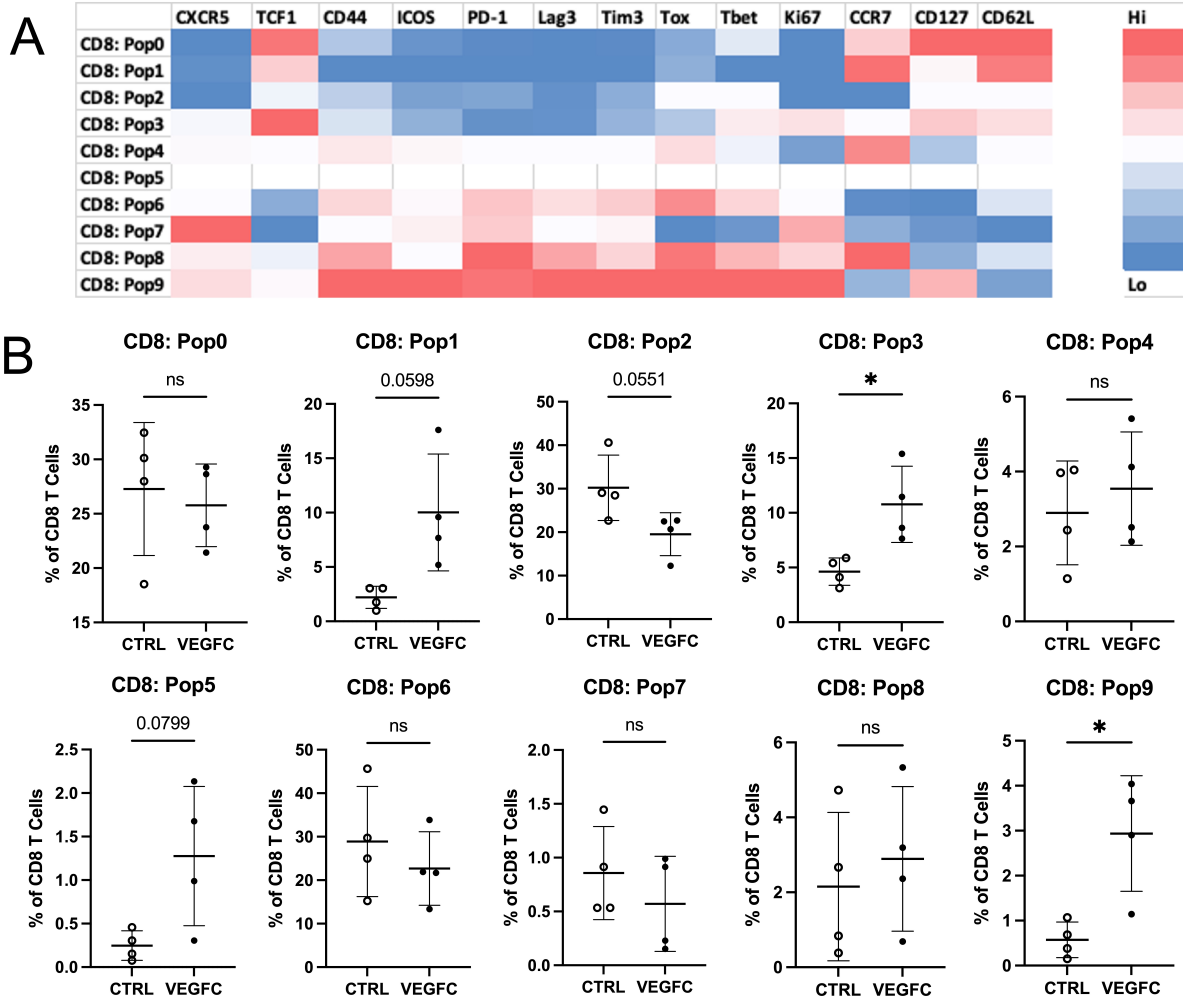 A
CXCR5 TCF1 CD44 ICOS PD-1 Lag3 Tim3 Tox Tbet Ki67 CCR7 CD127 CD62L Hi
CD8: Pop0
CD8: Pop1
CD8: Pop2
CD8: Pop3
CD8: Pop4
CD8: Pop5
CD8: Pop6
CD8: Pop7
CD8: Pop8
CD8: Pop9 Lo
B
CD8: Pop0
ns
% of CD8 T Cells
35
30
25
20
15
CTRL VEGFC
CD8: Pop1
0.0598
% of CD8 T Cells
20
15
10
5
0
CTRL VEGFC
CD8: Pop2
0.0551
% of CD8 T Cells
50
40
30
20
10
0
CTRL VEGFC
CD8: Pop3
*
% of CD8 T Cells
20
15
10
5
0
CTRL VEGFC
CD8: Pop4
ns
% of CD8 T Cells
6
4
2
0
CTRL VEGFC
CD8: Pop5
0.0799
% of CD8 T Cells
2.5
2.0
1.5
1.0
0.5
0.0
CTRL VEGFC
CD8: Pop6
ns
% of CD8 T Cells
50
40
30
20
10
0
CTRL VEGFC
CD8: Pop7
ns
% of CD8 T Cells
2.0
1.5
1.0
0.5
0.0
CTRL VEGFC
CD8: Pop8
ns
% of CD8 T Cells
6
4
2
0
CTRL VEGFC
CD8: Pop9
*
% of CD8 T Cells
5
4
3
2
1
0
CTRL VEGFC